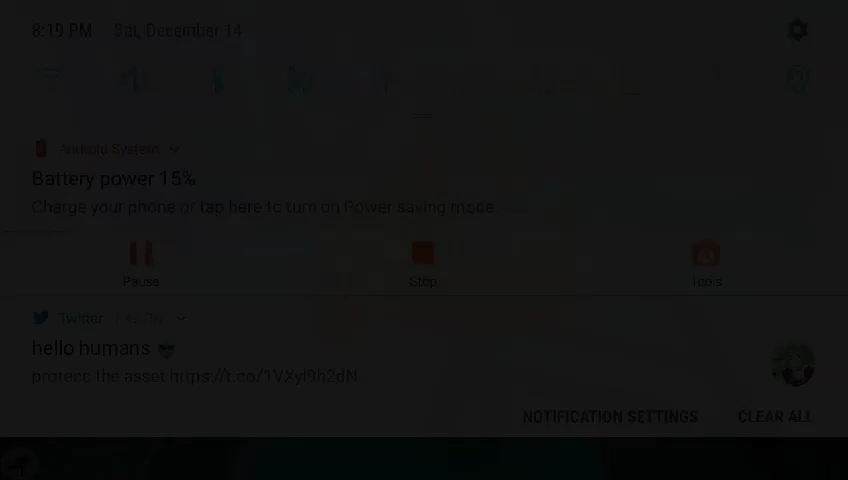 8:19 PM Sat, December 14
Android System
Battery power 15%
Charge your phone or tap here to turn on Power saving mode
Pause Stop Tools
Twitter
hello humans
protecc the asset https://t.co/1VXyl9h2dN
NOTIFICATION SETTINGS CLEAR ALL